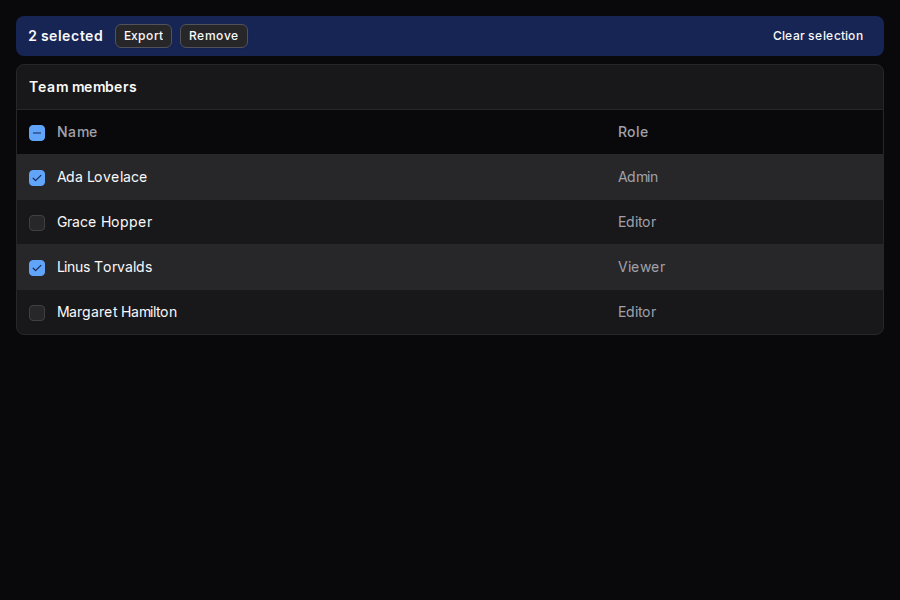 2 selected Export Remove Clear selection
Team members
Name Role
Ada Lovelace Admin
Grace Hopper Editor
Linus Torvalds Viewer
Margaret Hamilton Editor